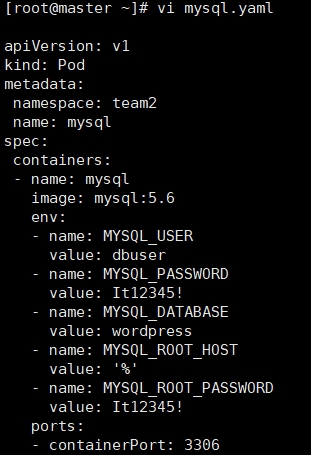 [root@master ~]# vi mysql.yaml

apiVersion: v1
kind: Pod
metadata:
 namespace: team2
 name: mysql
spec:
 containers:
 - name: mysql
   image: mysql:5.6
   env:
   - name: MYSQL_USER
     value: dbuser
   - name: MYSQL_PASSWORD
     value: It12345!
   - name: MYSQL_DATABASE
     value: wordpress
   - name: MYSQL_ROOT_HOST
     value: '%'
   - name: MYSQL_ROOT_PASSWORD
     value: It12345!
   ports:
   - containerPort: 3306